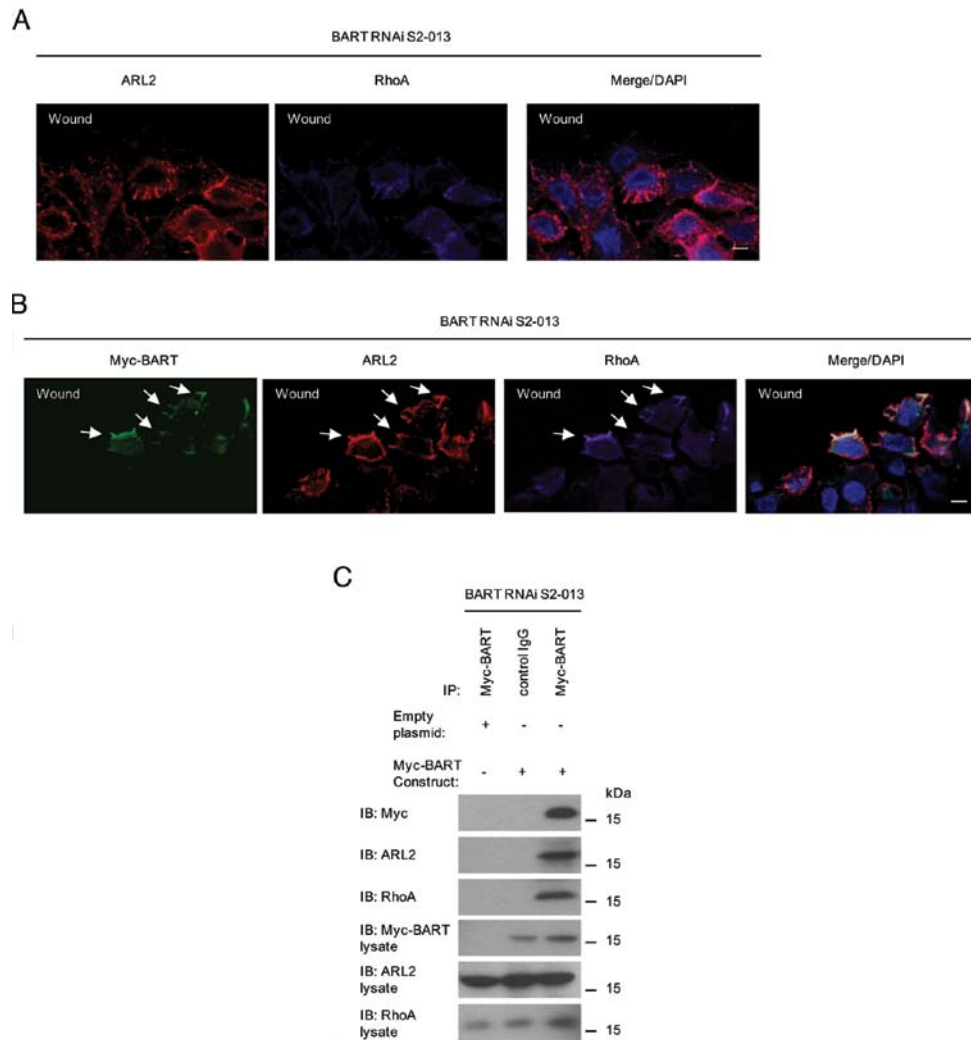 A
BART RNAi S2-013
ARL2 RhoA Merge/DAPI
Wound Wound Wound
B
BART RNAi S2-013
Myc-BART ARL2 RhoA Merge/DAPI
Wound Wound Wound Wound
C
BART RNAi S2-013
IP: Myc-BART control IgG Myc-BART
Empty
plasmid: + - -
Myc-BART
Construct: - + +
kDa
IB: Myc 15
IB: ARL2 15
IB: RhoA 15
IB: Myc-BART
lysate 15
IB: ARL2
lysate 15
IB: RhoA
lysate 15